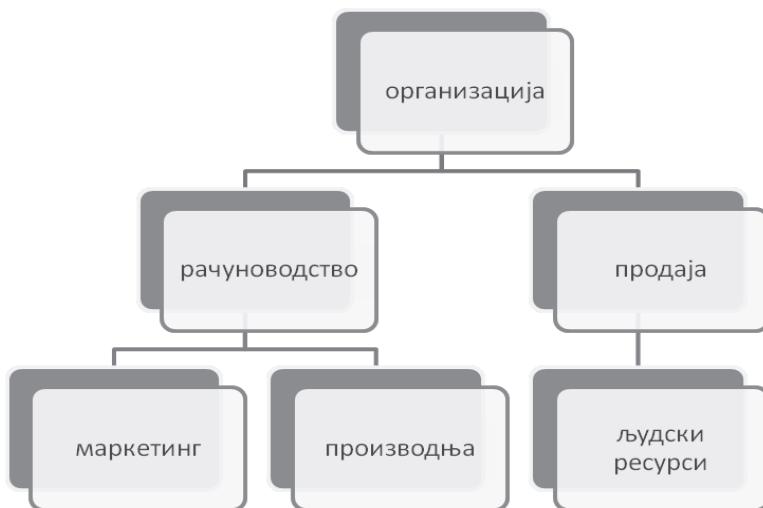 организација
рачуноводство
продаја
маркетинг
производња
људски
ресурси